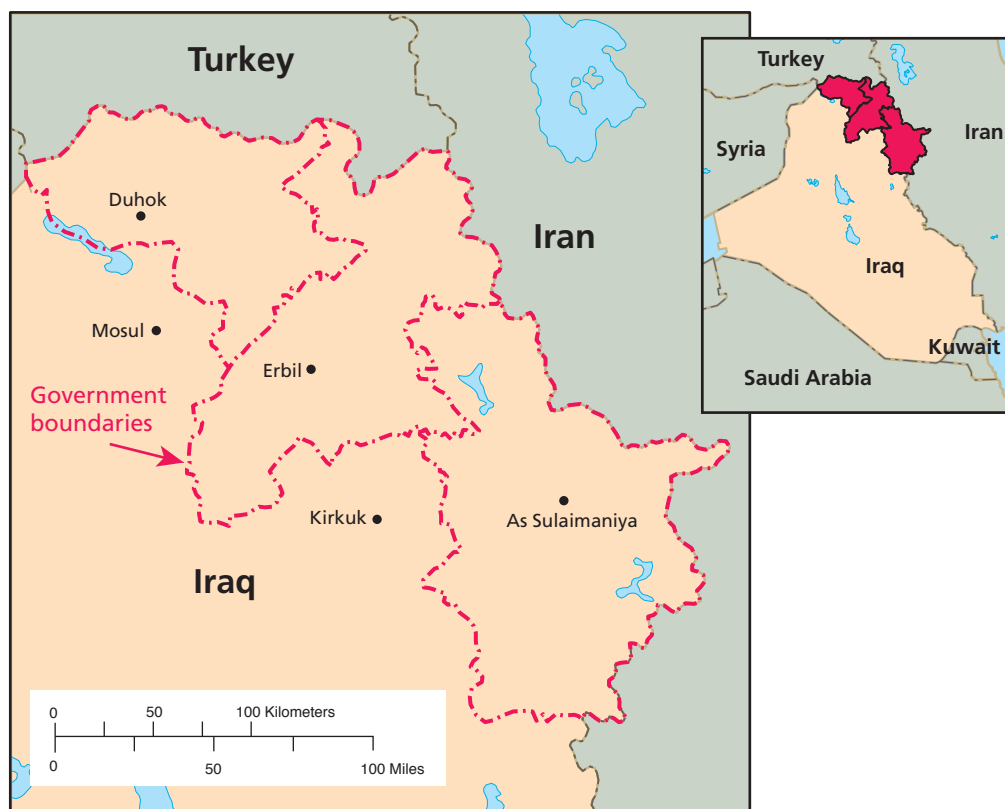 Turkey
Duhok
Iran
Mosul
Erbil
Government
boundaries
Kirkuk
As Sulaimaniya
Iraq
0 50 100 Kilometers
0 50 100 Miles
Turkey
Syria
Iran
Iraq
Kuwait
Saudi Arabia